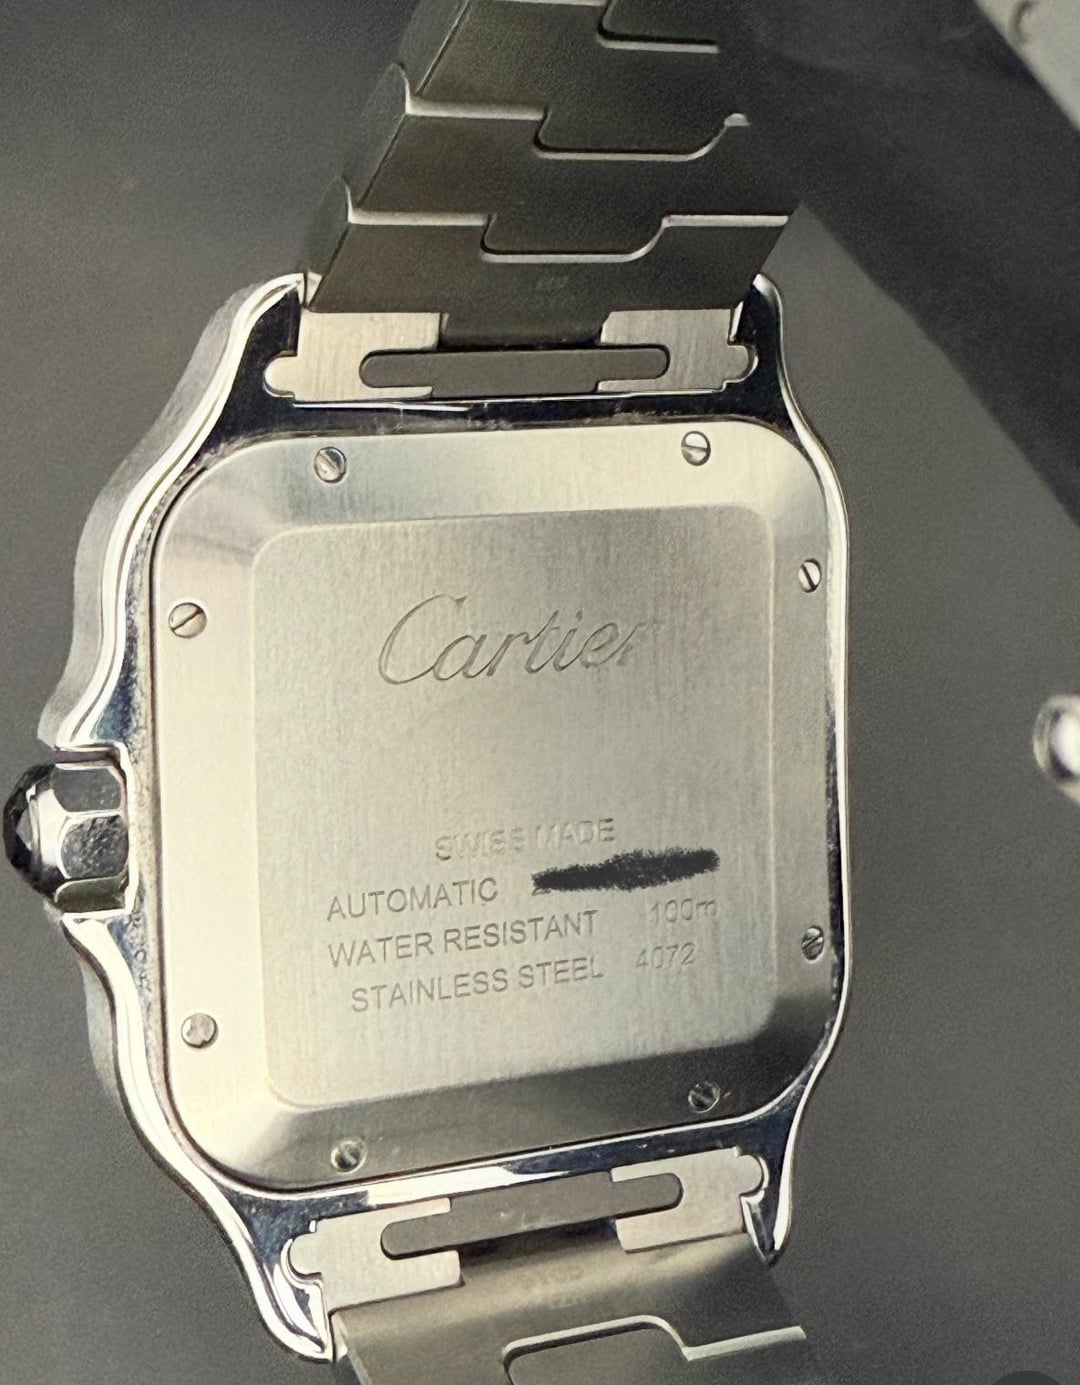 Cartier
SWISS MADE
AUTOMATIC
WATER RESISTANT 100m
STAINLESS STEEL 4072